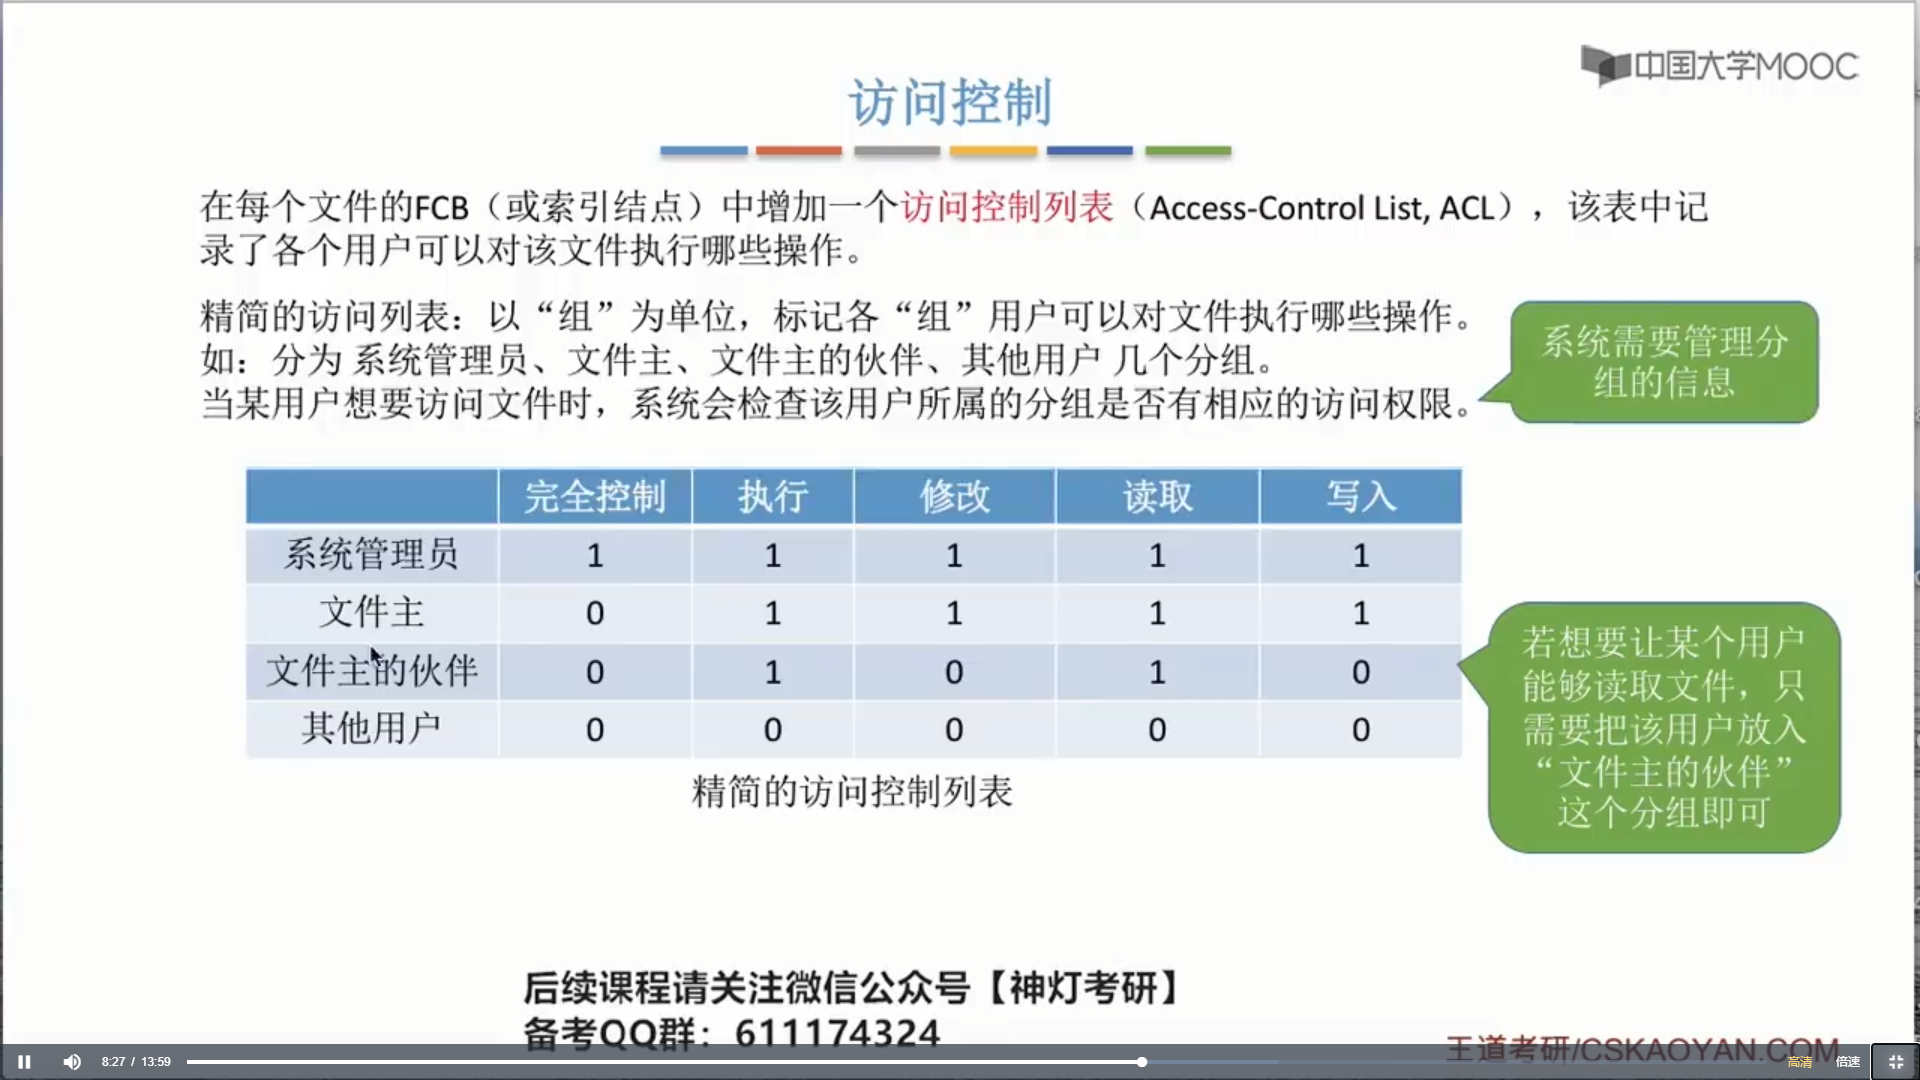 中国大学MOOC
访问控制
在每个文件的FCB（或索引结点）中增加一个访问控制列表（Access-Control List, ACL），该表中记
录了各个用户可以对该文件执行哪些操作。
精简的访问列表：以“组”为单位，标记各“组”用户可以对文件执行哪些操作。
如：分为 系统管理员、文件主、文件主的伙伴、其他用户 几个分组。
当某用户想要访问文件时，系统会检查该用户所属的分组是否有相应的访问权限。
系统需要管理分
组的信息
完全控制 执行 修改 读取 写入
系统管理员 1 1 1 1 1
文件主 0 1 1 1 1
文件主的伙伴 0 1 0 1 0
其他用户 0 0 0 0 0
精简的访问控制列表
若想要让某个用户
能够读取文件，只
需要把该用户放入
“文件主的伙伴”
这个分组即可
后续课程请关注微信公众号【神灯考研】
备考QQ群：611174324
王道考研/CSKAOYAN.COM
8:27 / 13:59
高清 倍速